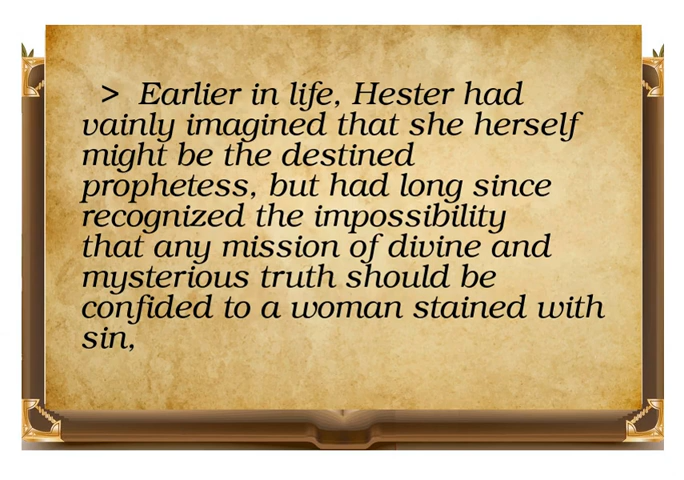 > Earlier in life, Hester had
vainly imagined that she herself
might be the destined
prophetess, but had long since
recognized the impossibility
that any mission of divine and
mysterious truth should be
confided to a woman stained with
sin,